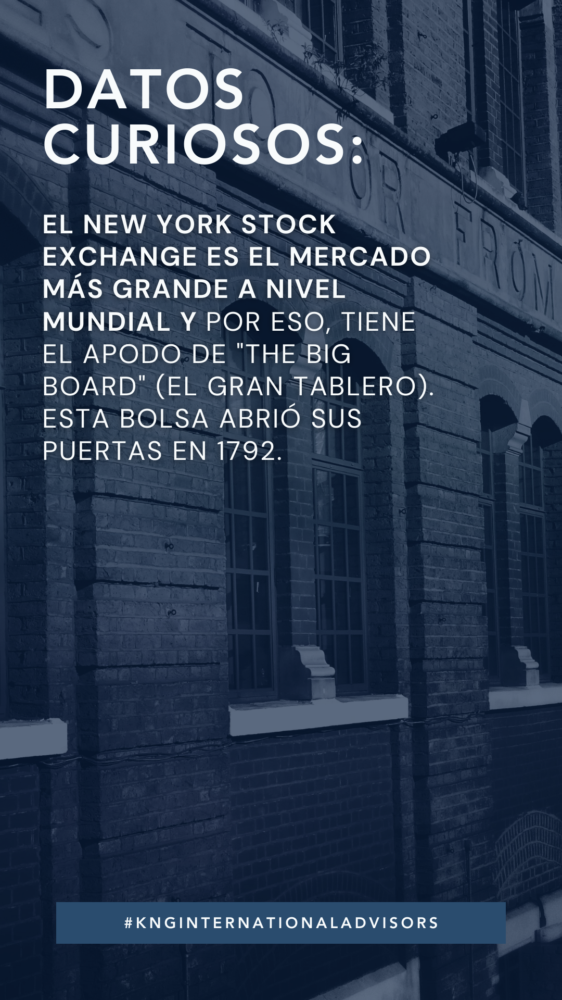 DATOS
CURIOSOS:
EL NEW YORK STOCK
EXCHANGE ES EL MERCADO
MÁS GRANDE A NIVEL
MUNDIAL Y POR ESO, TIENE
EL APODO DE "THE BIG
BOARD" (EL GRAN TABLERO).
ESTA BOLSA ABRIÓ SUS
PUERTAS EN 1792.
OR FROM
#KNGINTERNATIONALADVISORS